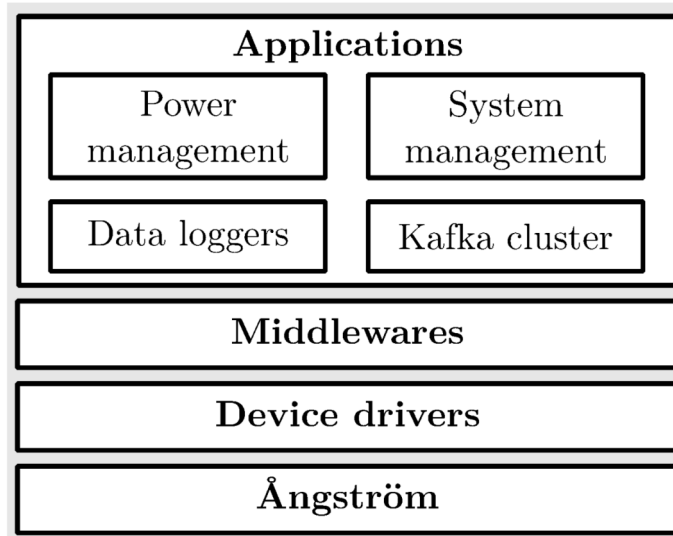 Applications
Power
management
System
management
Data loggers
Kafka cluster
Middlewares
Device drivers
Ångström